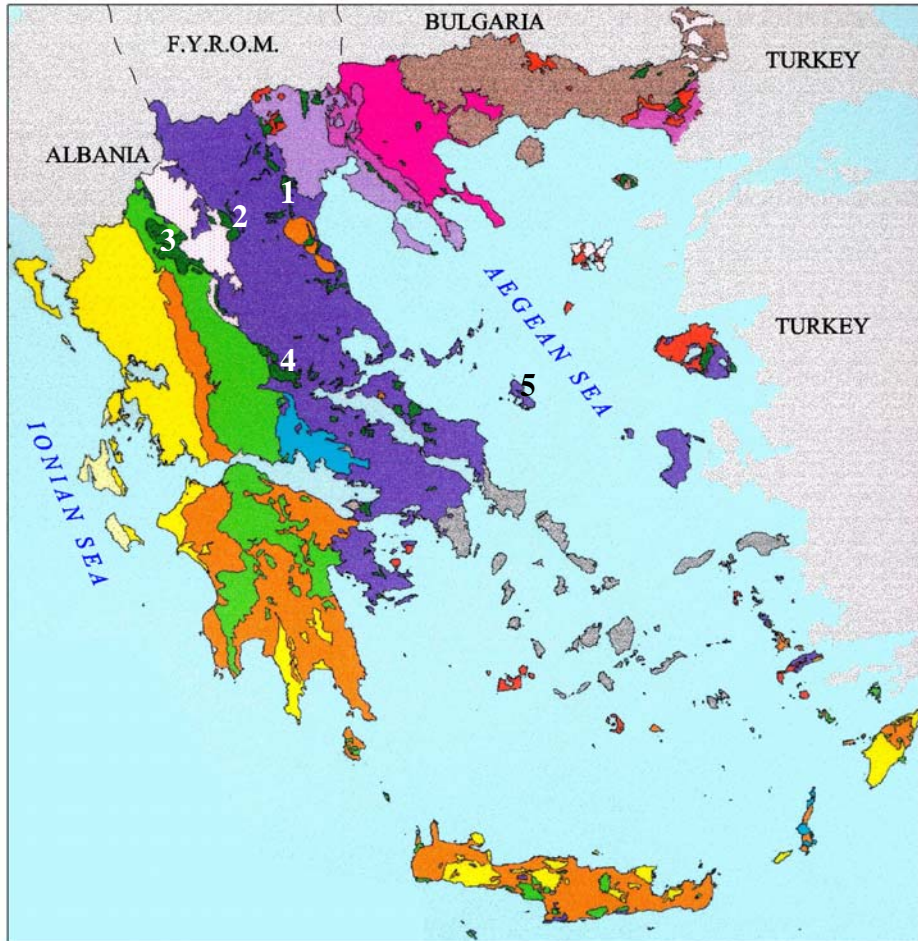 BULGARIA
F.Y.R.O.M.
TURKEY
ALBANIA
1
2
3
AEGEAN SEA
TURKEY
4
5
IONIAN SEA